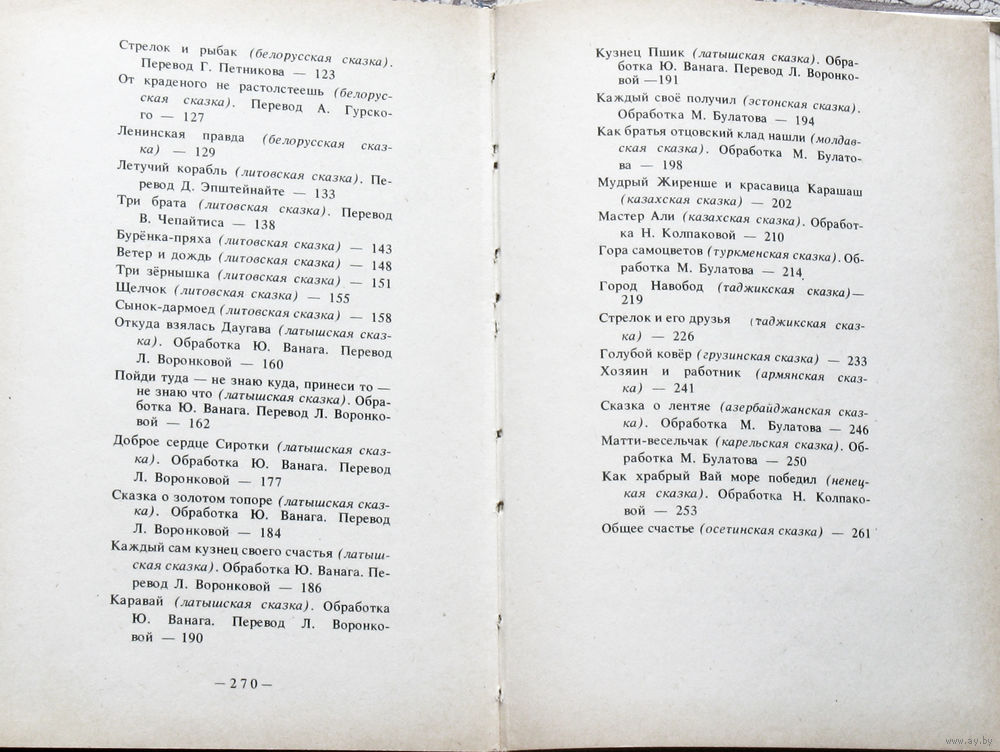 Стрелок и рыбак (белорусская сказка).
Перевод Г. Петникова — 123
От краденого не растолстеешь (белорус-
ская сказка). Перевод А. Гурско-
го — 127
Ленинская правда (белорусская сказ-
ка) — 129
Летучий корабль (литовская сказка). Пе-
ревод Д. Эпштейнайте — 133
Три брата (литовская сказка). Перевод
В. Чепайтиса — 138
Бурёнка-пряха (литовская сказка) — 143
Ветер и дождь (литовская сказка) — 148
Три зёрнышка (литовская сказка) — 151
Щелчок (литовская сказка) — 155
Сынок-дармоед (литовская сказка) — 158
Откуда взялась Даугава (латышская сказ-
ка). Обработка Ю. Ванага. Перевод
Л. Воронковой — 160
Пойди туда — не знаю куда, принеси то —
не знаю что (латышская сказка). Обра-
ботка Ю. Ванага. Перевод Л. Воронко-
вой — 162
Доброе сердце Сиротки (латышская сказ-
ка). Обработка Ю. Ванага. Перевод
Л. Воронковой — 177
Сказка о золотом топоре (латышская сказ-
ка). Обработка Ю. Ванага. Перевод
Л. Воронковой — 184
Каждый сам кузнец своего счастья (латыш-
ская сказка). Обработка Ю. Ванага. Пе-
ревод Л. Воронковой — 186
Каравай (латышская сказка). Обработка
Ю. Ванага. Перевод Л. Воронко-
вой — 190
—270—
Кузнец Пшик (латышская сказка). Обра-
ботка Ю. Ванага. Перевод Л. Воронко-
вой —191
Каждый своё получил (эстонская сказка).
Обработка М. Булатова — 194
Как братья отцовский клад нашли (молдав-
ская сказка). Обработка М. Булато-
ва — 198
Мудрый Жиренше и красавица Карашаш
(казахская сказка) — 202
Мастер Али (казахская сказка). Обработ-
ка Н. Колпаковой — 210
Гора самоцветов (туркменская сказка). Об-
работка М. Булатова — 214
Город Навобод (таджикская сказка)—
219
Стрелок и его друзья (таджикская сказ-
ка) — 226
Голубой ковёр (грузинская сказка) — 233
Хозяин и работник (армянская сказ-
ка) — 241
Сказка о лентяе (азербайджанская сказ-
ка). Обработка М. Булатова — 246
Матти-весельчак (карельская сказка). Об-
работка М. Булатова — 250
Как храбрый Вай море победил (ненец-
кая сказка). Обработка Н. Колпако-
вой — 253
Общее счастье (осетинская сказка) — 261
www.ay.by